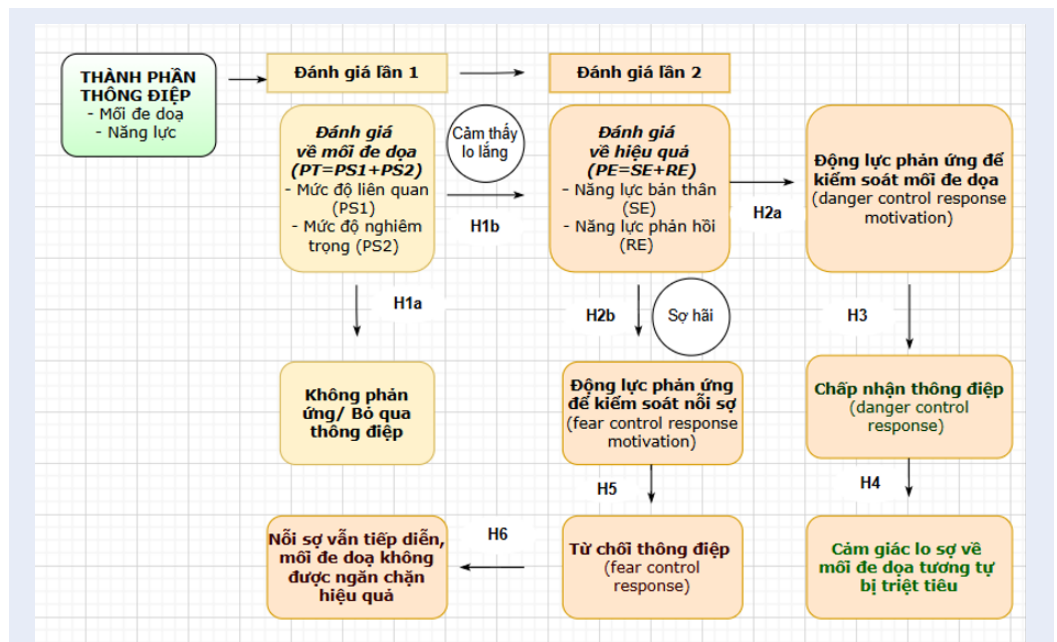 THÀNH PHẦN
THÔNG ĐIỆP
- Mối đe doạ
- Năng lực
Đánh giá lần 1
Đánh giá lần 2
Đánh giá
về mối đe dọa
(PT=PS1+PS2)
- Mức độ liên quan
(PS1)
- Mức độ nghiêm
trọng (PS2)
Cảm thấy
lo lắng
H1b
Đánh giá
về hiệu quả
(PE=SE+RE)
- Năng lực bản thân
(SE)
- Năng lực phản hồi
(RE)
H2a
Động lực phản ứng để
kiểm soát mối đe dọa
(danger control response
motivation)
H1a
H2b
Sợ hãi
H3
Không phản
ứng/ Bỏ qua
thông điệp
Động lực phản ứng
để kiểm soát nỗi sợ
(fear control response
motivation)
Chấp nhận thông điệp
(danger control
response)
H5
H4
Nỗi sợ vẫn tiếp diễn,
mối đe doạ không
được ngăn chặn
hiệu quả
H6
Từ chối thông điệp
(fear control
response)
Cảm giác lo sợ về
mối đe dọa tương tự
bị triệt tiêu